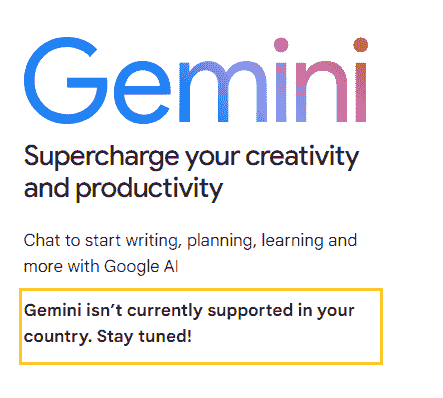 Gemini
Supercharge your creativity
and productivity
Chat to start writing, planning, learning and
more with Google AI
Gemini isn’t currently supported in your
country. Stay tuned!